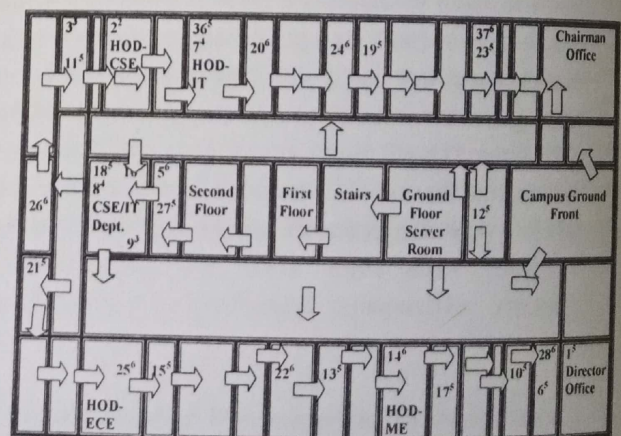 3³
11⁵
2²
HOD-
CSE
36⁵
7⁴
HOD-
IT
20⁶
24⁶
19⁵
37⁶
23⁵
Chairman
Office
26⁶
18⁵
8⁴
CSE/IT
Dept.
9³
5⁶
27⁵
Second
Floor
First
Floor
Stairs
Ground
Floor
Server
Room
12⁵
Campus Ground
Front
21⁵
25⁶
HOD-
ECE
15⁵
22⁶
13⁵
14⁶
HOD-
ME
17⁵
10⁵
28⁶
6⁵
1⁵
Director
Office